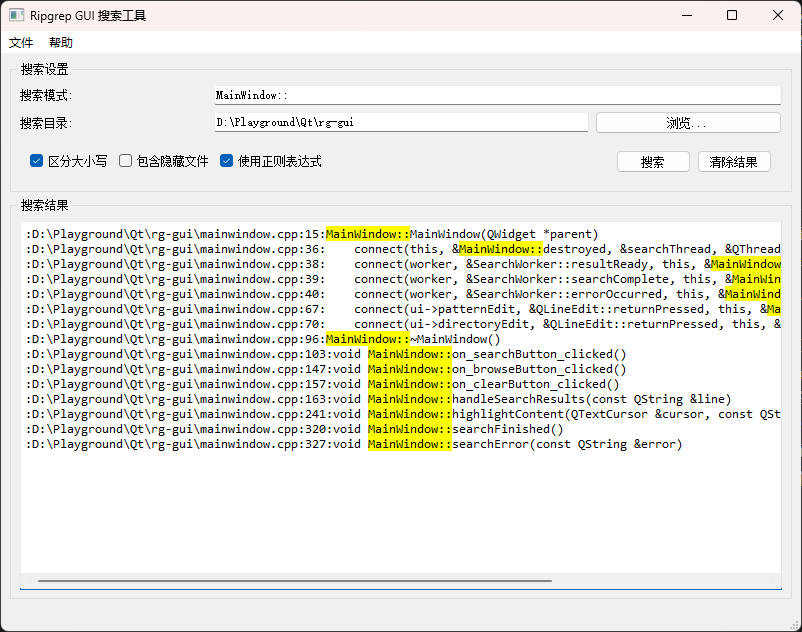 Ripgrep GUI 搜索工具
文件 帮助
搜索设置
搜索模式: MainWindow::
搜索目录: D:\Playground\Qt\rg-gui 浏览...
区分大小写 包含隐藏文件 使用正则表达式 搜索 清除结果
搜索结果
:D:\Playground\Qt\rg-gui\mainwindow.cpp:15:MainWindow::MainWindow(QWidget *parent)
:D:\Playground\Qt\rg-gui\mainwindow.cpp:36:    connect(this, &MainWindow::destroyed, &searchThread, &QThread
:D:\Playground\Qt\rg-gui\mainwindow.cpp:38:    connect(worker, &SearchWorker::resultReady, this, &MainWindow
:D:\Playground\Qt\rg-gui\mainwindow.cpp:39:    connect(worker, &SearchWorker::searchComplete, this, &MainWin
:D:\Playground\Qt\rg-gui\mainwindow.cpp:40:    connect(worker, &SearchWorker::errorOccurred, this, &MainWind
:D:\Playground\Qt\rg-gui\mainwindow.cpp:67:    connect(ui->patternEdit, &QLineEdit::returnPressed, this, &Ma
:D:\Playground\Qt\rg-gui\mainwindow.cpp:70:    connect(ui->directoryEdit, &QLineEdit::returnPressed, this, &
:D:\Playground\Qt\rg-gui\mainwindow.cpp:96:MainWindow::~MainWindow()
:D:\Playground\Qt\rg-gui\mainwindow.cpp:103:void MainWindow::on_searchButton_clicked()
:D:\Playground\Qt\rg-gui\mainwindow.cpp:147:void MainWindow::on_browseButton_clicked()
:D:\Playground\Qt\rg-gui\mainwindow.cpp:157:void MainWindow::on_clearButton_clicked()
:D:\Playground\Qt\rg-gui\mainwindow.cpp:163:void MainWindow::handleSearchResults(const QString &line)
:D:\Playground\Qt\rg-gui\mainwindow.cpp:241:void MainWindow::highlightContent(QTextCursor &cursor, const QSt
:D:\Playground\Qt\rg-gui\mainwindow.cpp:320:void MainWindow::searchFinished()
:D:\Playground\Qt\rg-gui\mainwindow.cpp:327:void MainWindow::searchError(const QString &error)